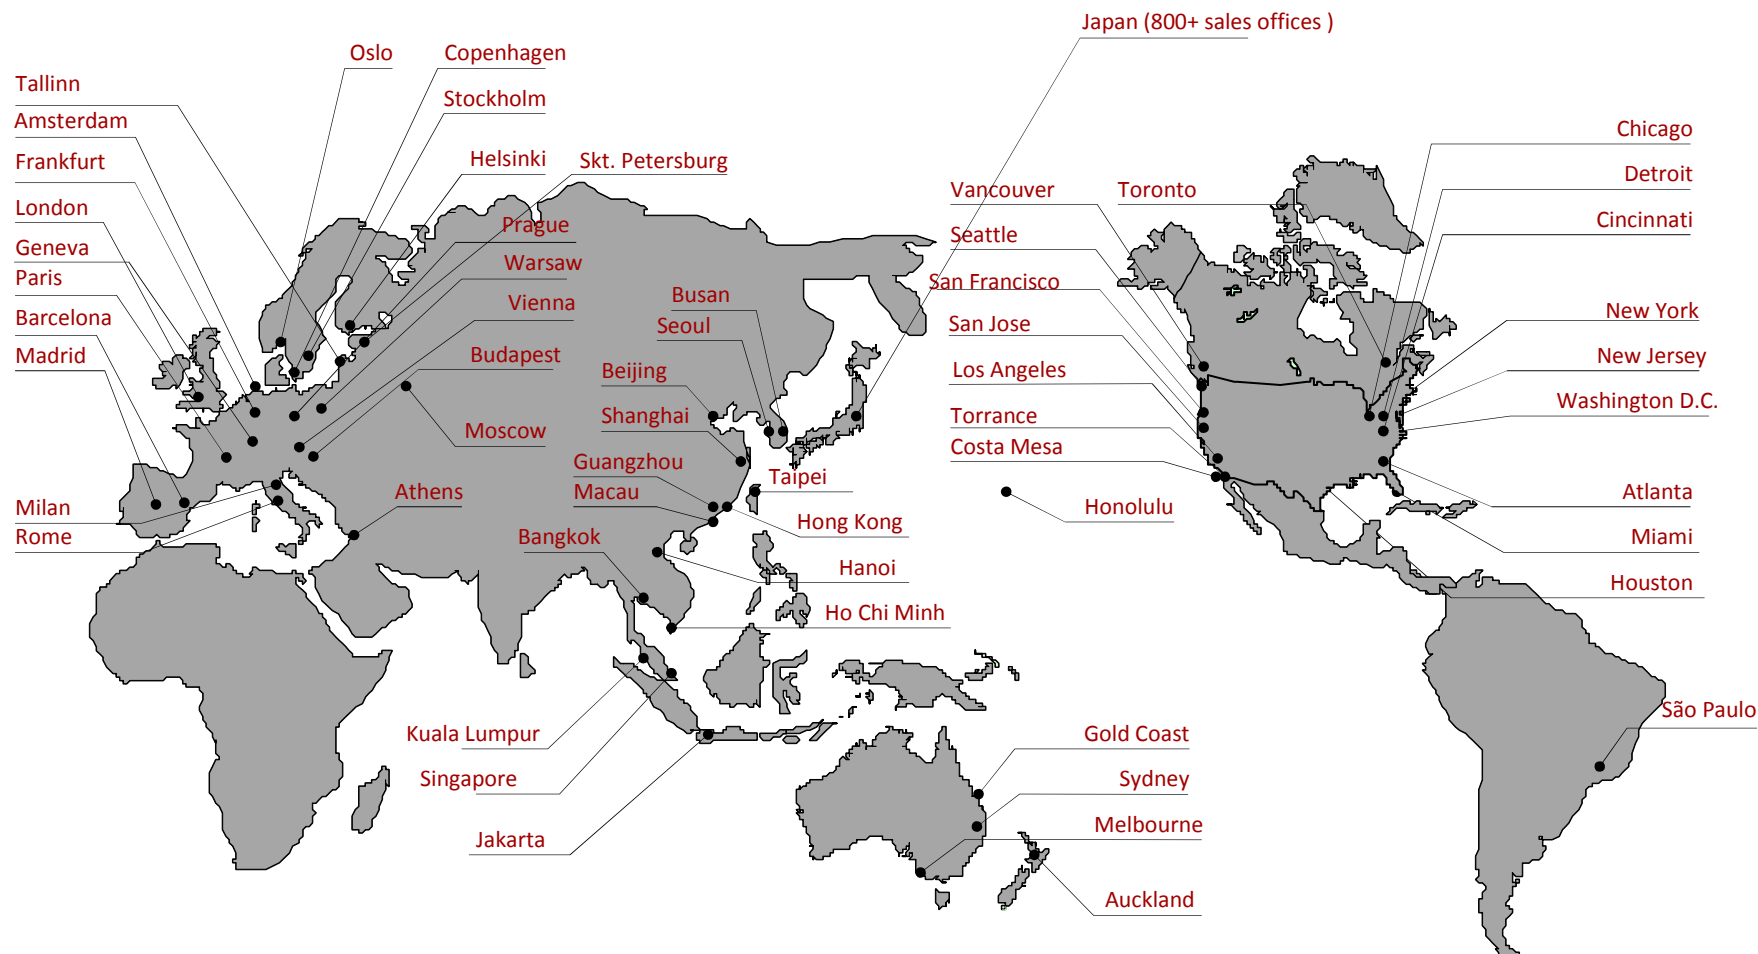 Japan (800+ sales offices )
Oslo
Copenhagen
Tallinn
Stockholm
Amsterdam
Frankfurt
Helsinki
Skt. Petersburg
London
Prague
Geneva
Warsaw
Paris
Vienna
Barcelona
Budapest
Madrid
Moscow
Milan
Rome
Athens
Busan
Seoul
Beijing
Shanghai
Guangzhou
Macau
Taipei
Hong Kong
Bangkok
Hanoi
Ho Chi Minh
Kuala Lumpur
Singapore
Jakarta
Gold Coast
Sydney
Melbourne
Auckland
Honolulu
Vancouver
Toronto
Seattle
San Francisco
San Jose
Los Angeles
Torrance
Costa Mesa
Chicago
Detroit
Cincinnati
New York
New Jersey
Washington D.C.
Atlanta
Miami
Houston
São Paulo